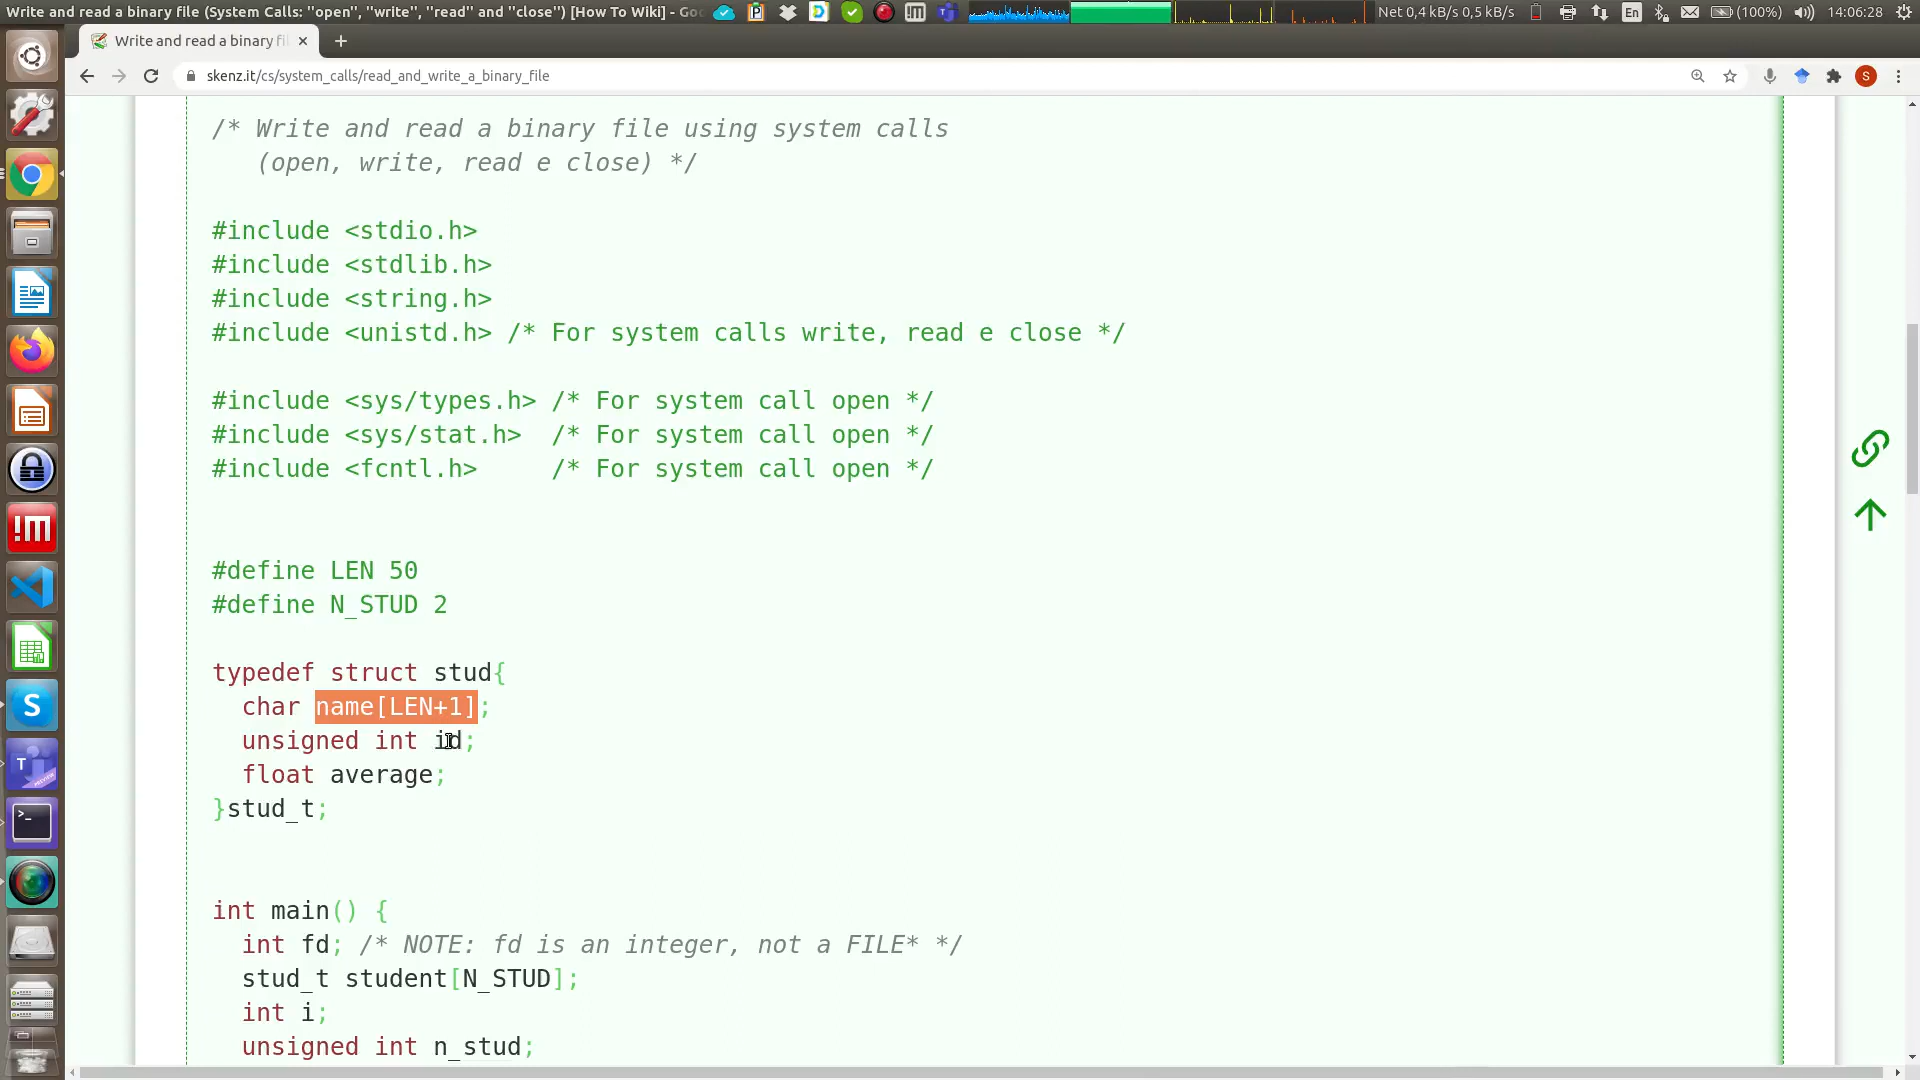 Write and read a binary file (System Calls: "open", "write", "read" and "close") [How To Wiki] - Go
Net 0,4 kB/s 0,5 kB/s
En
(100%)
14:06:28
Write and read a binary fi
skenz.it/cs/system_calls/read_and_write_a_binary_file
S
/* Write and read a binary file using system calls
(open, write, read e close) */
#include <stdio.h>
#include <stdlib.h>
#include <string.h>
#include <unistd.h> /* For system calls write, read e close */
#include <sys/types.h> /* For system call open */
#include <sys/stat.h>  /* For system call open */
#include <fcntl.h>     /* For system call open */
#define LEN 50
#define N_STUD 2
typedef struct stud{
char name[LEN+1];
unsigned int id;
float average;
}stud_t;
int main() {
int fd; /* NOTE: fd is an integer, not a FILE* */
stud_t student[N_STUD];
int i;
unsigned int n_stud;